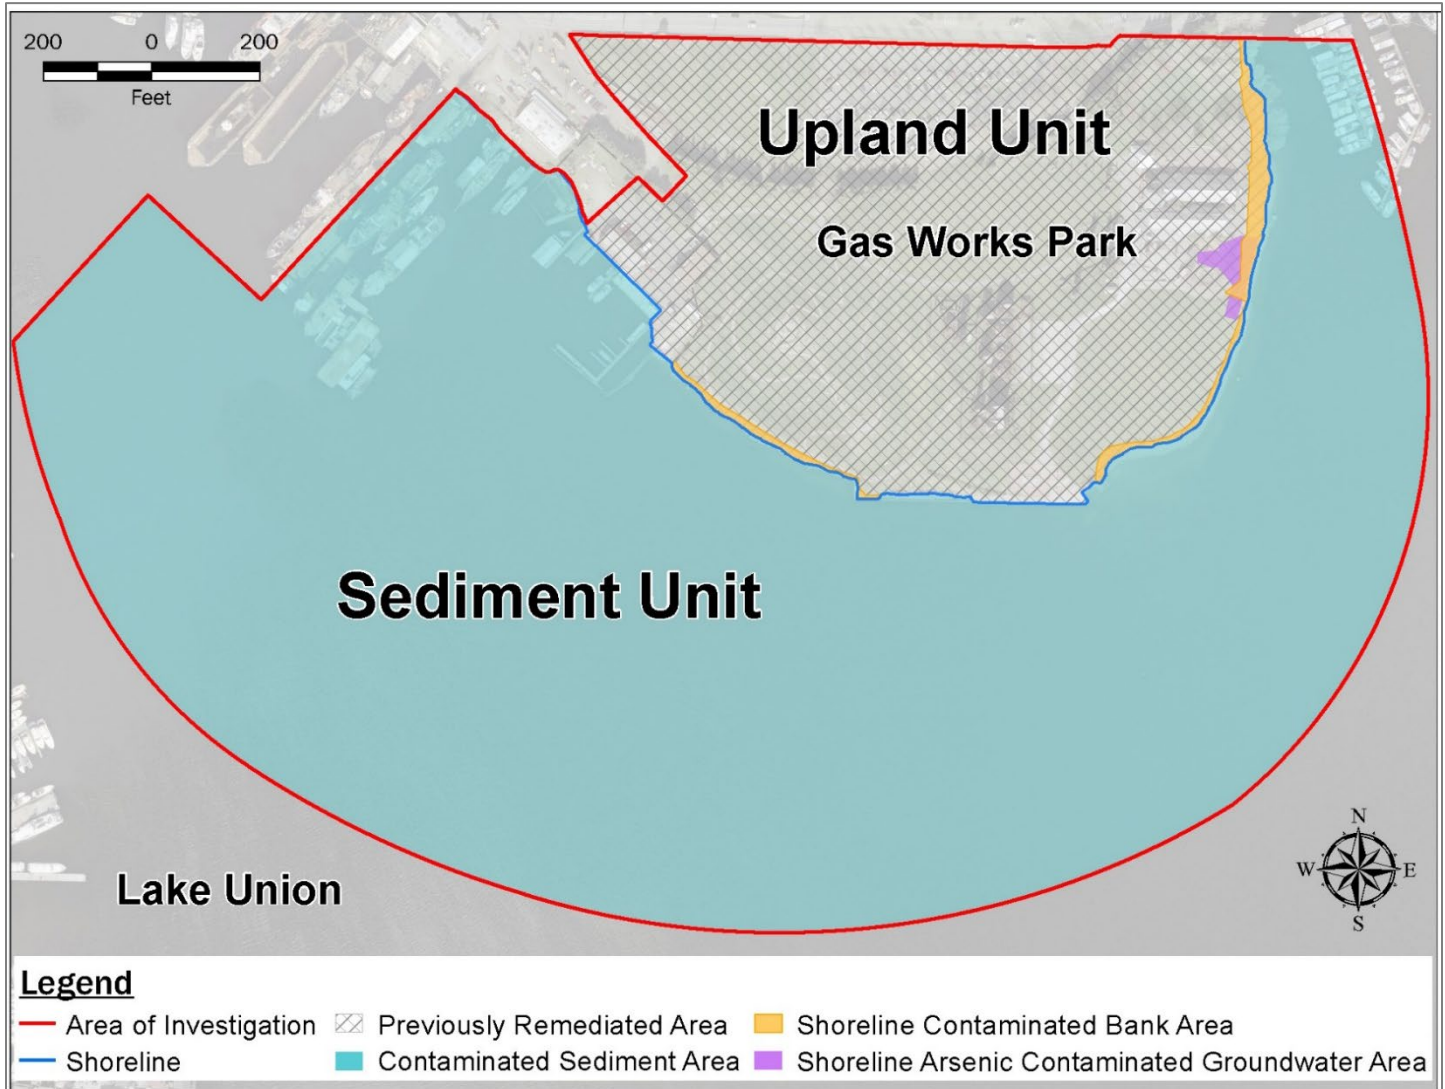 200 0 200
Feet
Upland Unit
Gas Works Park
Sediment Unit
Lake Union
N
W E
S
Legend
Area of Investigation Previously Remediated Area Shoreline Contaminated Bank Area
Shoreline Contaminated Sediment Area Shoreline Arsenic Contaminated Groundwater Area